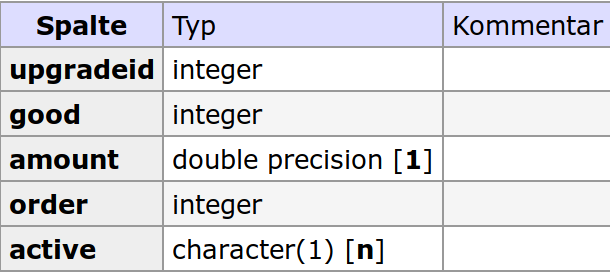 Spalte Typ Kommentar
upgradeid integer
good integer
amount double precision [1]
order integer
active character(1) [n]